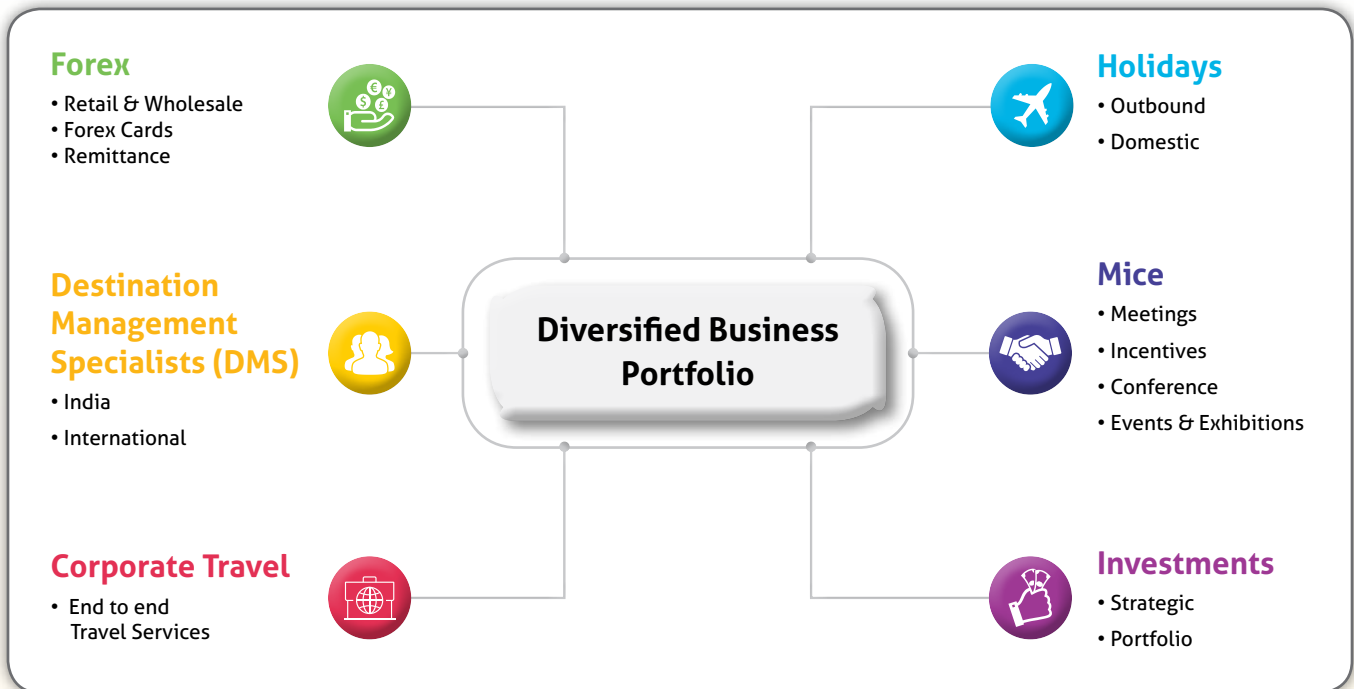 Forex
• Retail & Wholesale
• Forex Cards
• Remittance
Destination
Management
Specialists (DMS)
• India
• International
Corporate Travel
• End to end
Travel Services
Diversified Business
Portfolio
Holidays
• Outbound
• Domestic
Mice
• Meetings
• Incentives
• Conference
• Events & Exhibitions
Investments
• Strategic
• Portfolio